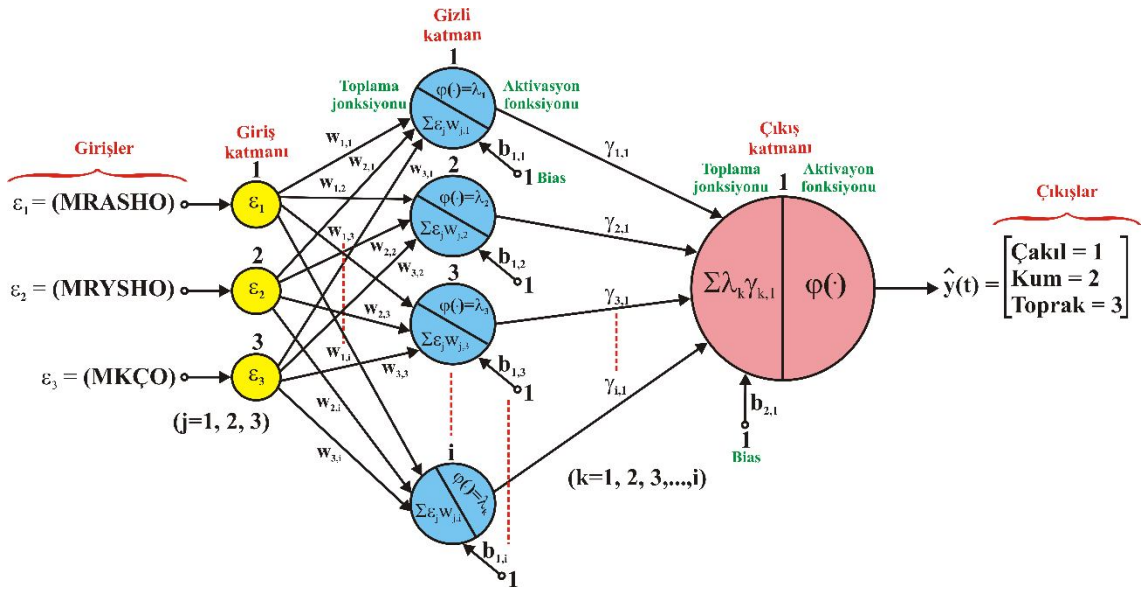 Girişler
ε₁ = (MRASHO)
ε₂ = (MRYSHO)
ε₃ = (MKÇO)
Giriş
katmanı
1
ε₁
2
ε₂
3
ε₃
(j=1, 2, 3)
w₁,₁
w₂,₁
w₃,₁
w₁,₂
w₁,₃
w₂,₂
w₃,₂
w₂,₃
w₁,ᵢ
w₃,₃
w₂,ᵢ
w₃,ᵢ
Gizli
katman
Toplama
jonksiyonu
Aktivasyon
fonksiyonu
1
φ(·)=λ₁
Σεⱼwⱼ,₁
b₁,₁
1 Bias
2
φ(·)=λ₂
Σεⱼwⱼ,₂
b₁,₂
1
3
φ(·)=λ₃
Σεⱼwⱼ,₃
b₁,₃
1
i
φ(·)=λₖ
Σεⱼwⱼ,ᵢ
b₁,ᵢ
1
γ₁,₁
γ₂,₁
γ₃,₁
γᵢ,₁
(k=1, 2, 3,...,i)
Çıkış
katmanı
Toplama
jonksiyonu
Aktivayon
fonksiyonu
1
Σλₖγₖ,₁
φ(·)
b₂,₁
1
Bias
Çıkışlar
ŷ(t) =
Çakıl = 1
Kum = 2
Toprak = 3